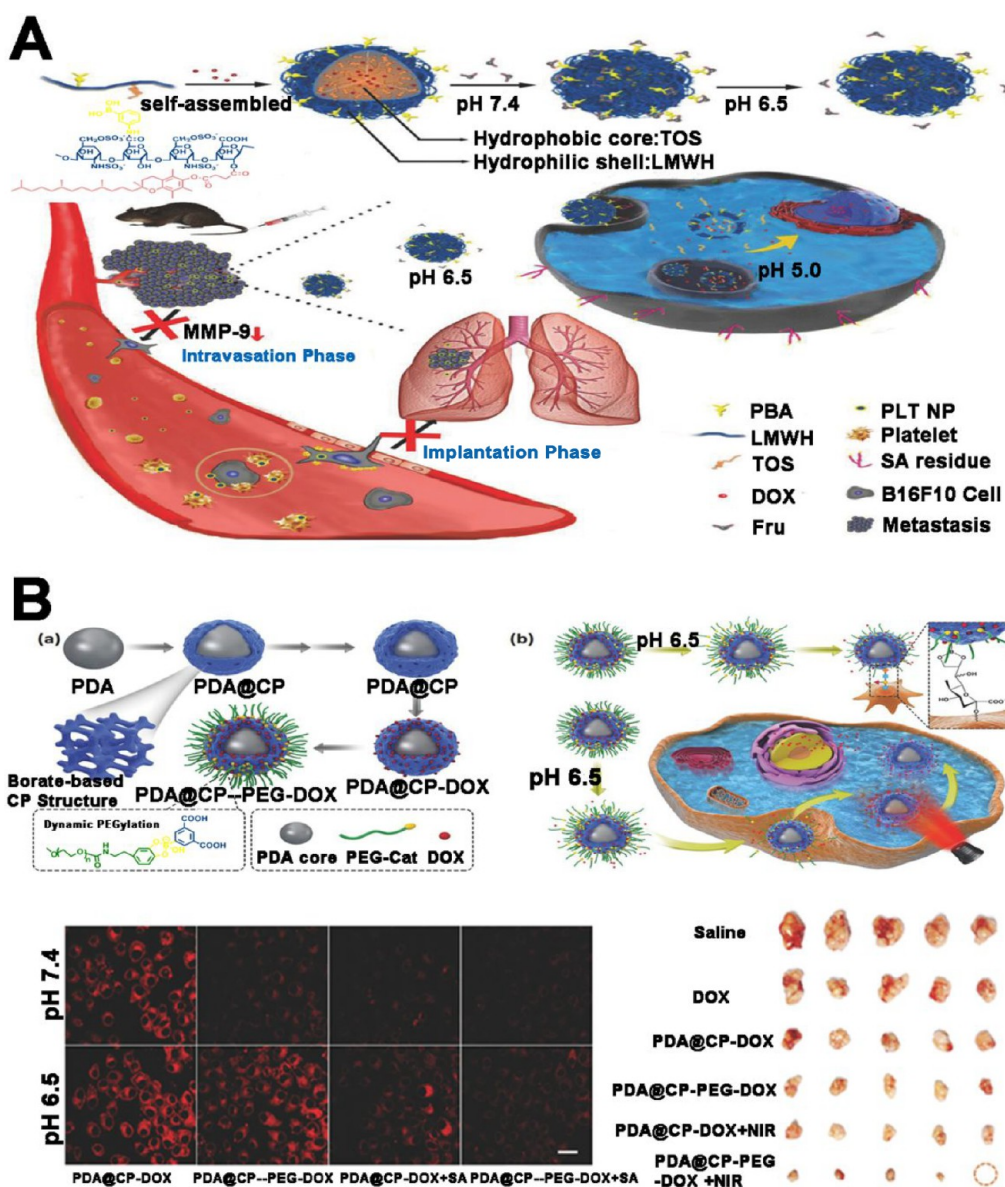 A
self-assembled
pH 7.4
pH 6.5
Hydrophobic core:TOS
Hydrophilic shell:LMWH
pH 6.5
pH 5.0
MMP-9
Intravasation Phase
Implantation Phase
PBA
LMWH
TOS
DOX
Fru
PLT NP
Platelet
SA residue
B16F10 Cell
Metastasis
B
(a)
PDA
PDA@CP
PDA@CP
Borate-based
CP Structure
PDA@CP--PEG-DOX
PDA@CP-DOX
Dynamic PEGylation
COOH
COOH
PDA core
PEG-Cat
DOX
(b)
pH 6.5
pH 6.5
pH 7.4
pH 6.5
PDA@CP-DOX
PDA@CP--PEG-DOX
PDA@CP-DOX+SA
PDA@CP--PEG-DOX+SA
Saline
DOX
PDA@CP-DOX
PDA@CP-PEG-DOX
PDA@CP-DOX+NIR
PDA@CP-PEG
-DOX +NIR